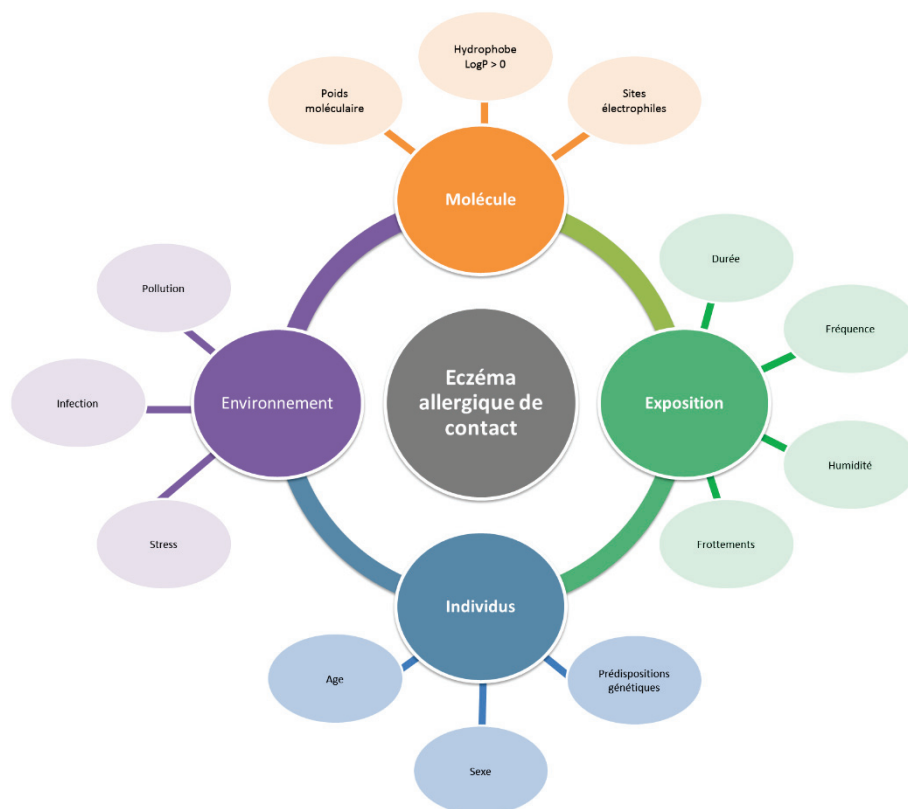 Hydrophobe
LogP > 0
Poids
moléculaire
Sites
électrophiles
Molécule
Durée
Pollution
Fréquence
Eczéma
allergique de
contact
Environnement
Exposition
Infection
Humidité
Stress
Frottements
Individus
Age
Prédispositions
génétiques
Sexe